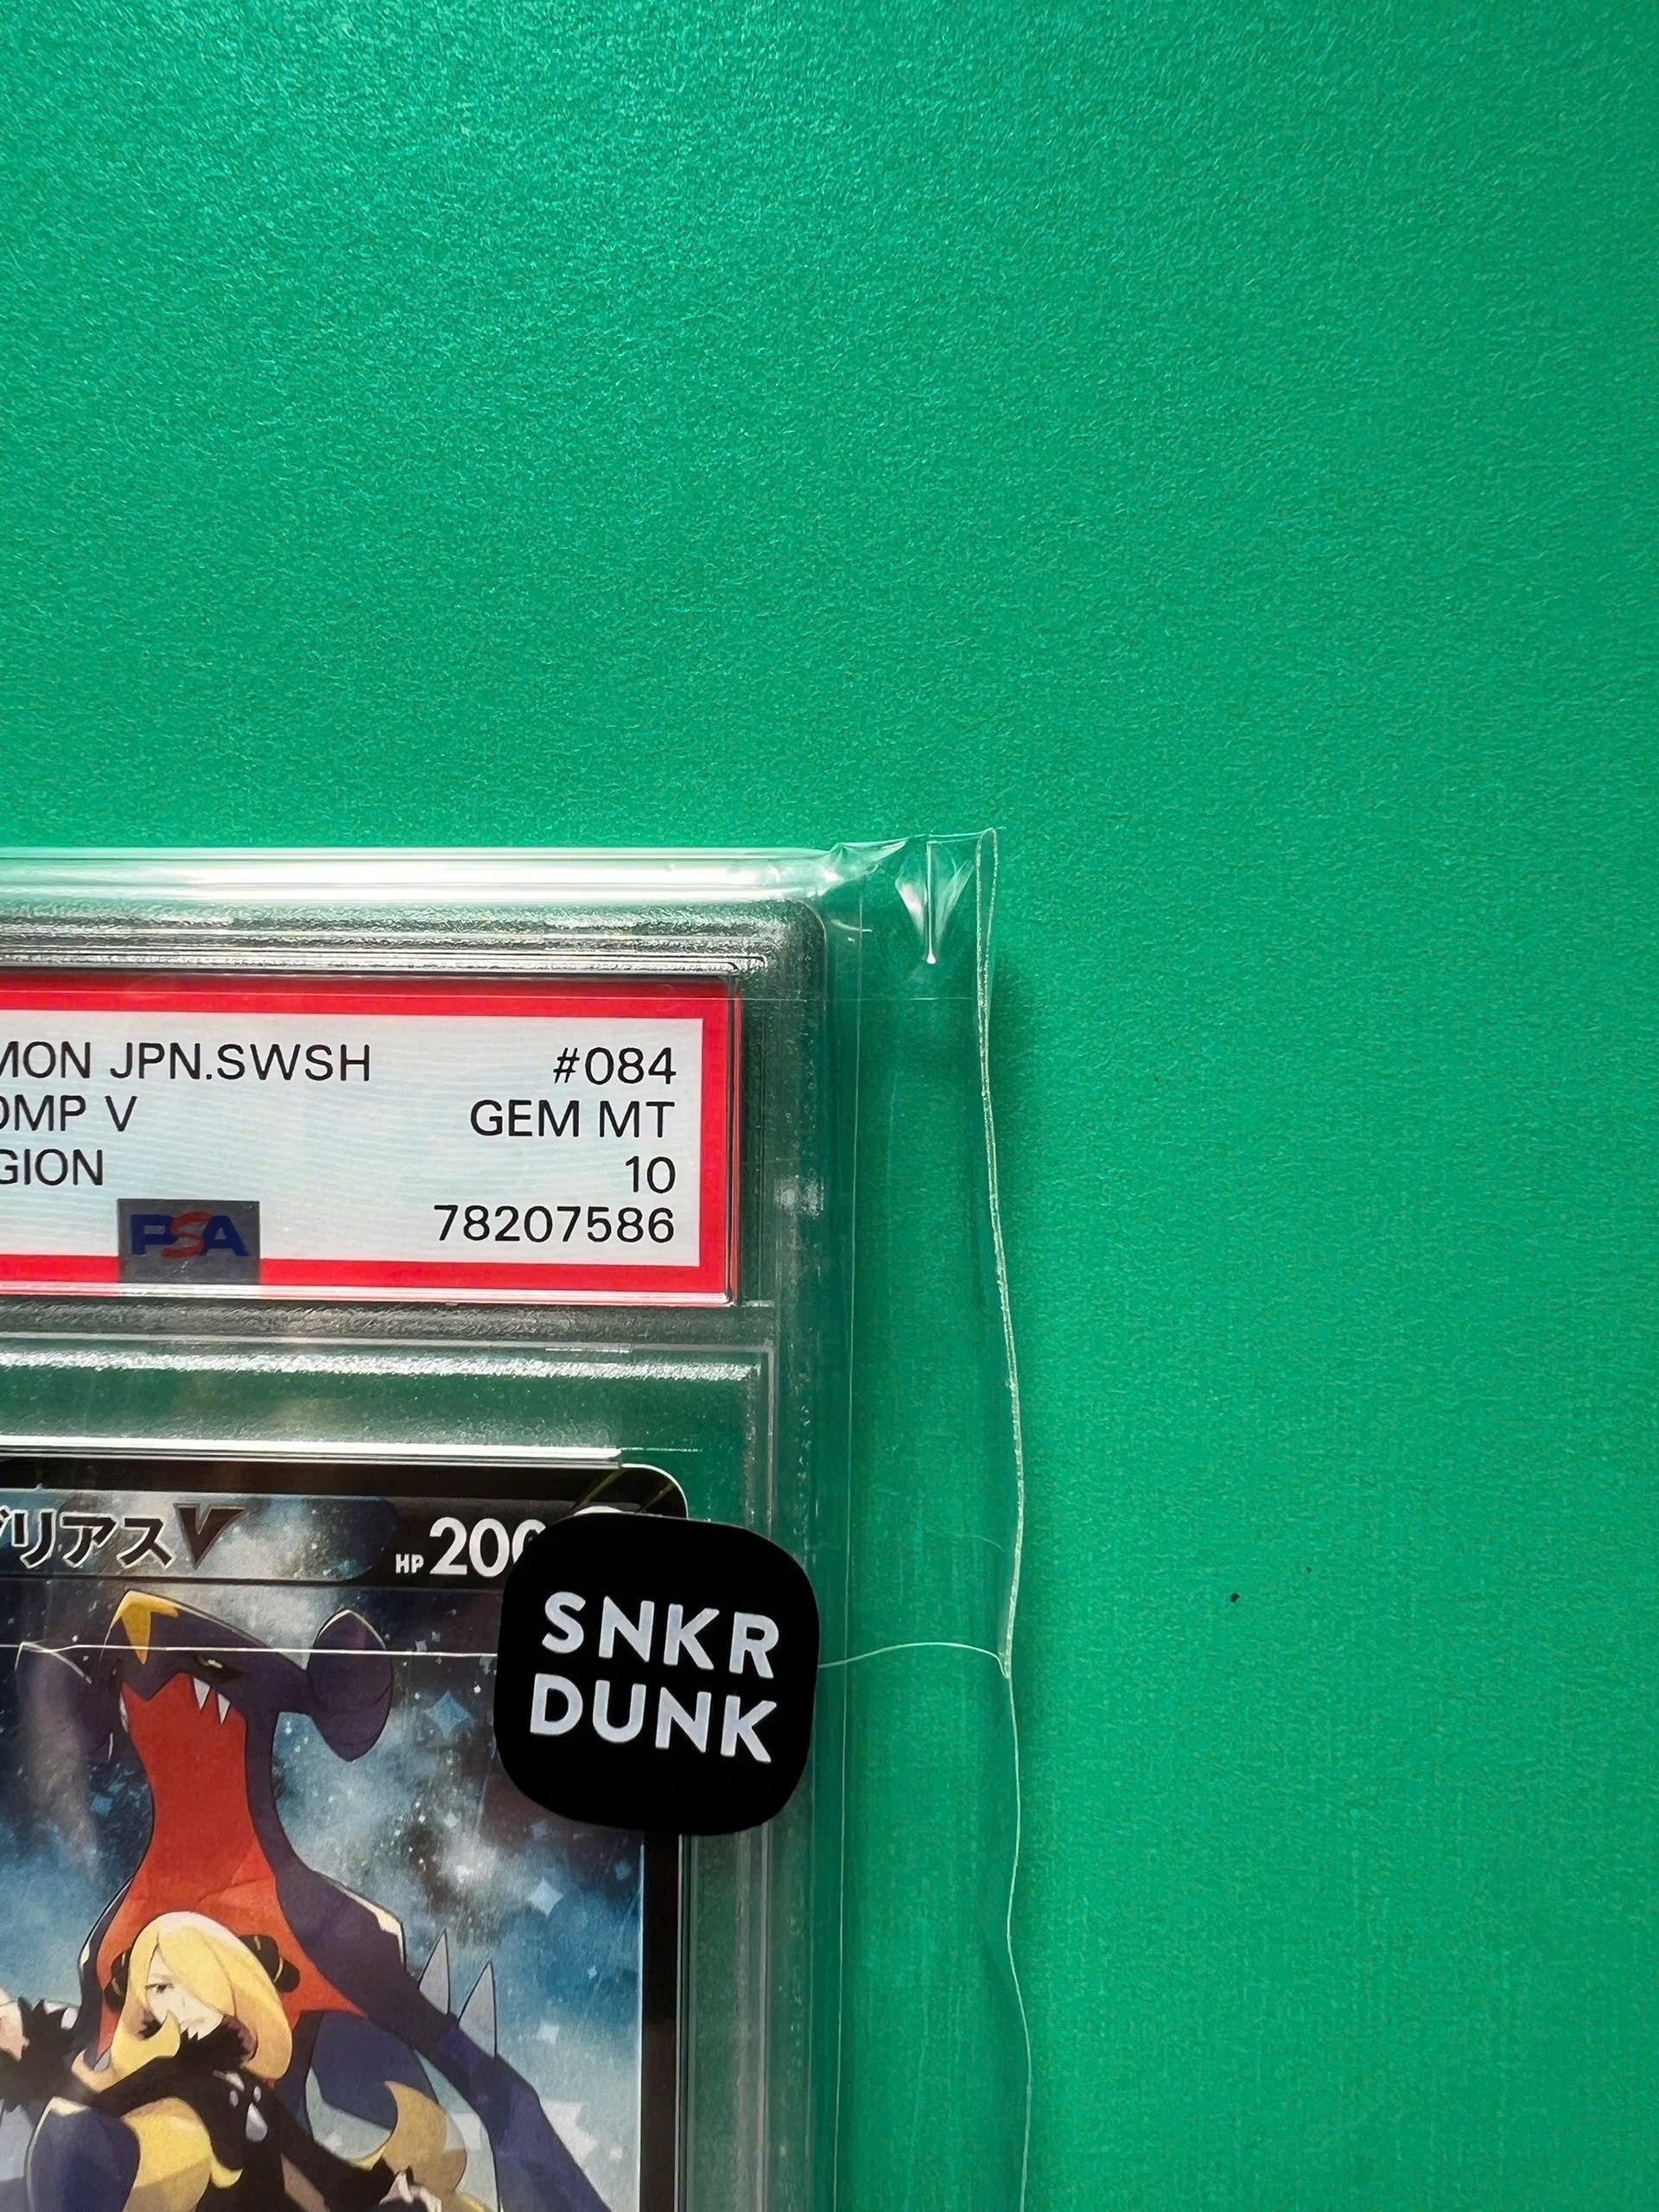 MON JPN.SWSH #084
OMP V GEM MT
GION 10
PSA 78207586
リアスV HP 200
SNKR
DUNK